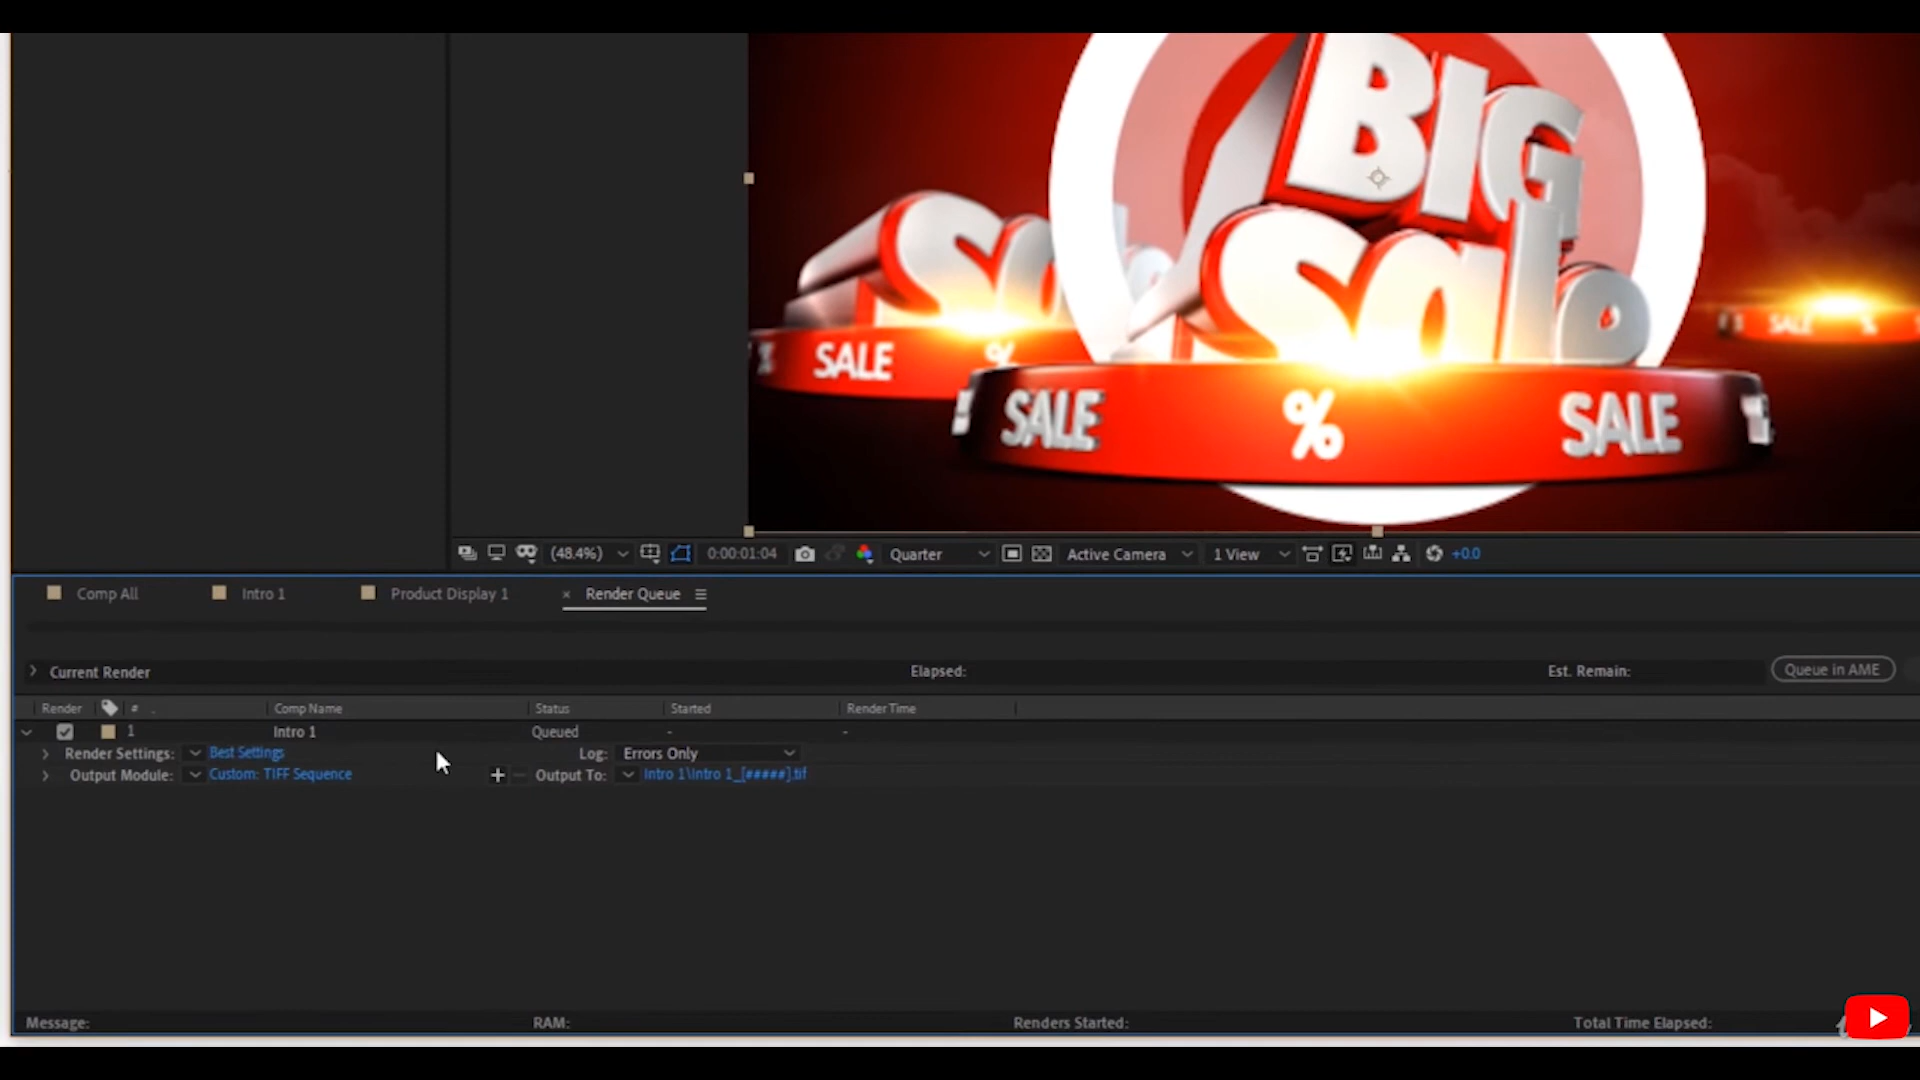 BIG
Sale
Sa
SALE %
SALE % SALE
SALE %
(48.4%) 0:00:01:04 Quarter Active Camera 1 View +0.0
Comp All Intro 1 Product Display 1 × Render Queue
Current Render Elapsed: Est. Remain: Queue in AME
Render # Comp Name Status Started Render Time
1 Intro 1 Queued - -
Render Settings: Best Settings Log: Errors Only
Output Module: Custom: TIFF Sequence + Output To: Intro 1\Intro 1_[#####].tif
Message: RAM: Renders Started: Total Time Elapsed: